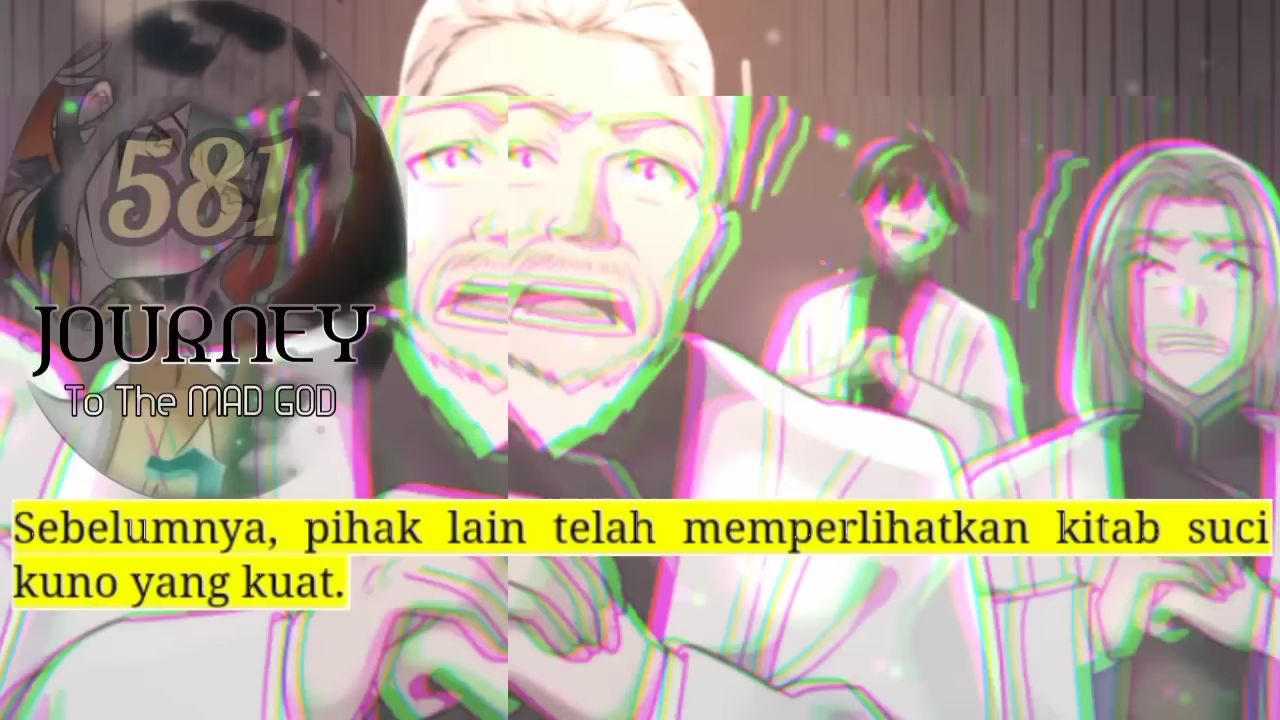 581
JOURNEY
To The MAD GOD
Sebelumnya, pihak lain telah memperlihatkan kitab suci
kuno yang kuat.